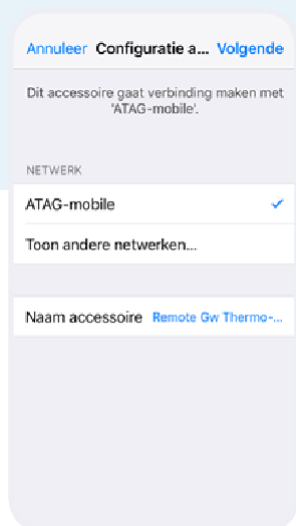 Annuleer Configuratie a... Volgende
Dit accessoire gaat verbinding maken met
'ATAG-mobile'.
NETWERK
ATAG-mobile
Toon andere netwerken...
Naam accessoire Remote Gw Thermo-...